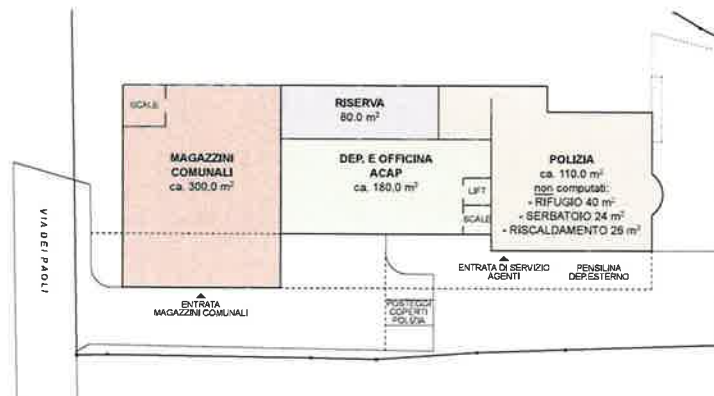 SCALE
RISERVA
80.0 m²
MAGAZZINI
COMUNALI
ca. 300.0 m²
DEP. E OFFICINA
ACAP
ca. 180.0 m²
POLIZIA
ca. 110.0 m²
non computati:
- RIFUGIO 40 m²
- SERBATOIO 24 m²
- RISCALDAMENTO 26 m²
LIFT
SCALE
VIA DEI PAOLI
ENTRATA DI SERVIZIO
AGENTI
PENSILINA
DEP.ESTERNO
ENTRATA
MAGAZZINI COMUNALI
POSTEGGI
COPERTI
POLIZIA